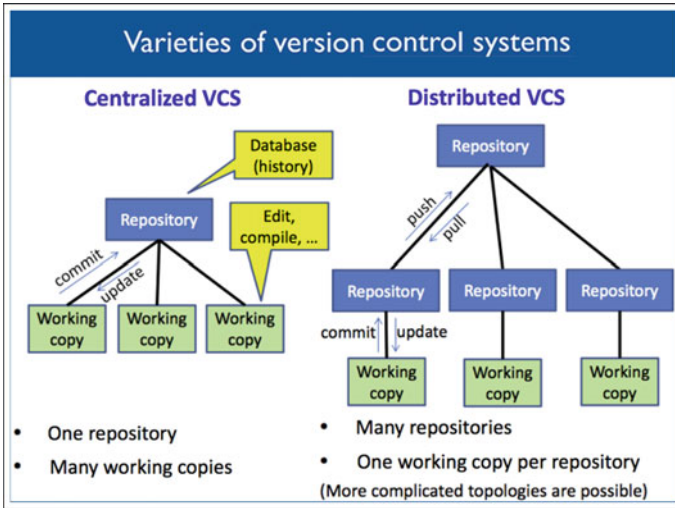 Varieties of version control systems
Centralized VCS
Database
(history)
Repository
Edit,
compile, ...
commit
update
Working
copy
Working
copy
Working
copy
• One repository
• Many working copies
Distributed VCS
Repository
push
pull
Repository
Repository
Repository
commit
update
Working
copy
Working
copy
Working
copy
• Many repositories
• One working copy per repository
(More complicated topologies are possible)